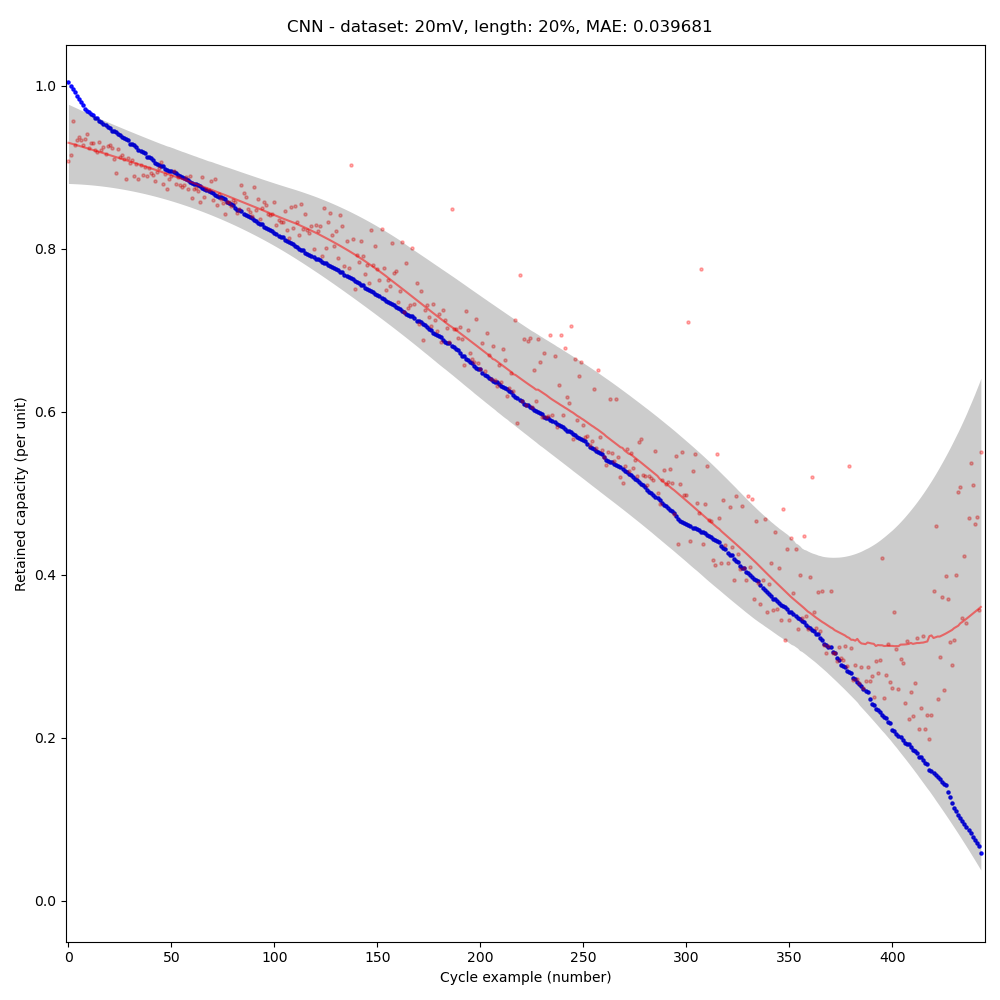 CNN - dataset: 20mV, length: 20%, MAE: 0.039681
Retained capacity (per unit)
1.0
0.8
0.6
0.4
0.2
0.0
0 50 100 150 200 250 300 350 400
Cycle example (number)